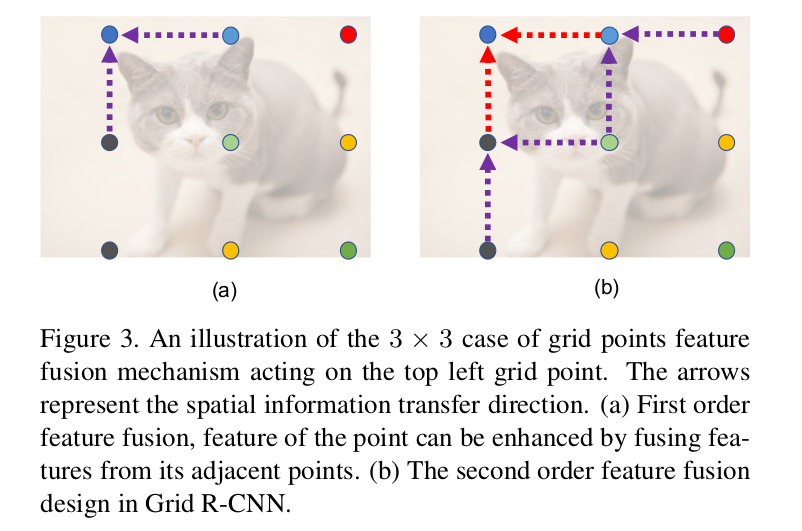 (a)
(b)
Figure 3. An illustration of the 3 × 3 case of grid points feature
fusion mechanism acting on the top left grid point. The arrows
represent the spatial information transfer direction. (a) First order
feature fusion, feature of the point can be enhanced by fusing fea-
tures from its adjacent points. (b) The second order feature fusion
design in Grid R-CNN.